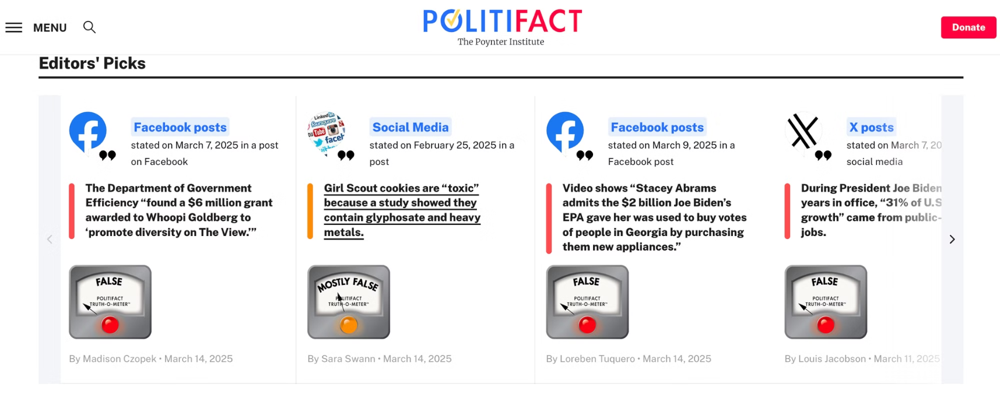 MENU
POLITIFACT
The Poynter Institute
Donate
Editors' Picks
Facebook posts
stated on March 7, 2025 in a post
on Facebook
The Department of Government
Efficiency “found a $6 million grant
awarded to Whoopi Goldberg to
‘promote diversity on The View.’”
FALSE
POLITIFACT
TRUTH-O-METER™
By Madison Czopek • March 14, 2025
LinkedIn
foursquare
Tube
Social Media
stated on February 25, 2025 in a
post
Girl Scout cookies are “toxic”
because a study showed they
contain glyphosate and heavy
metals.
MOSTLY FALSE
POLITIFACT
TRUTH-O-METER™
By Sara Swann • March 14, 2025
Facebook posts
stated on March 9, 2025 in a
Facebook post
Video shows “Stacey Abrams
admits the $2 billion Joe Biden’s
EPA gave her was used to buy votes
of people in Georgia by purchasing
them new appliances.”
FALSE
POLITIFACT
TRUTH-O-METER™
By Loreben Tuquero • March 14, 2025
X posts
stated on March 7, 20
social media
During President Joe Biden
years in office, “31% of U.S
growth” came from public-
jobs.
FALSE
POLITIFACT
TRUTH-O-METER™
By Louis Jacobson • March 11, 2025